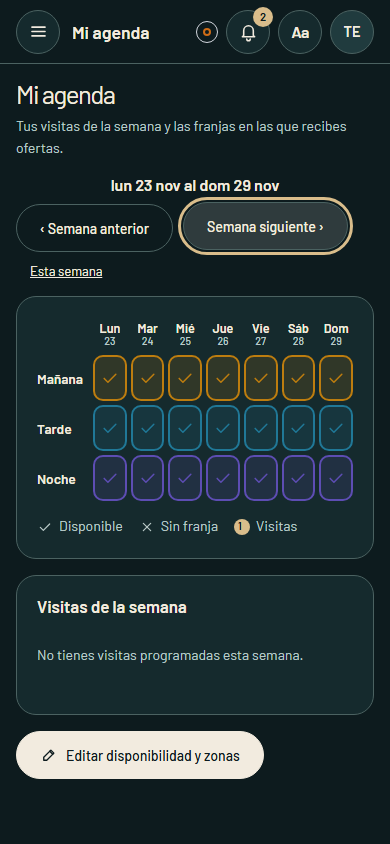 Mi agenda
2
Aa
TE
Mi agenda
Tus visitas de la semana y las franjas en las que recibes
ofertas.
lun 23 nov al dom 29 nov
‹ Semana anterior
Semana siguiente ›
Esta semana
Lun Mar Mié Jue Vie Sáb Dom
23 24 25 26 27 28 29
Mañana
Tarde
Noche
Disponible Sin franja 1 Visitas
Visitas de la semana
No tienes visitas programadas esta semana.
Editar disponibilidad y zonas